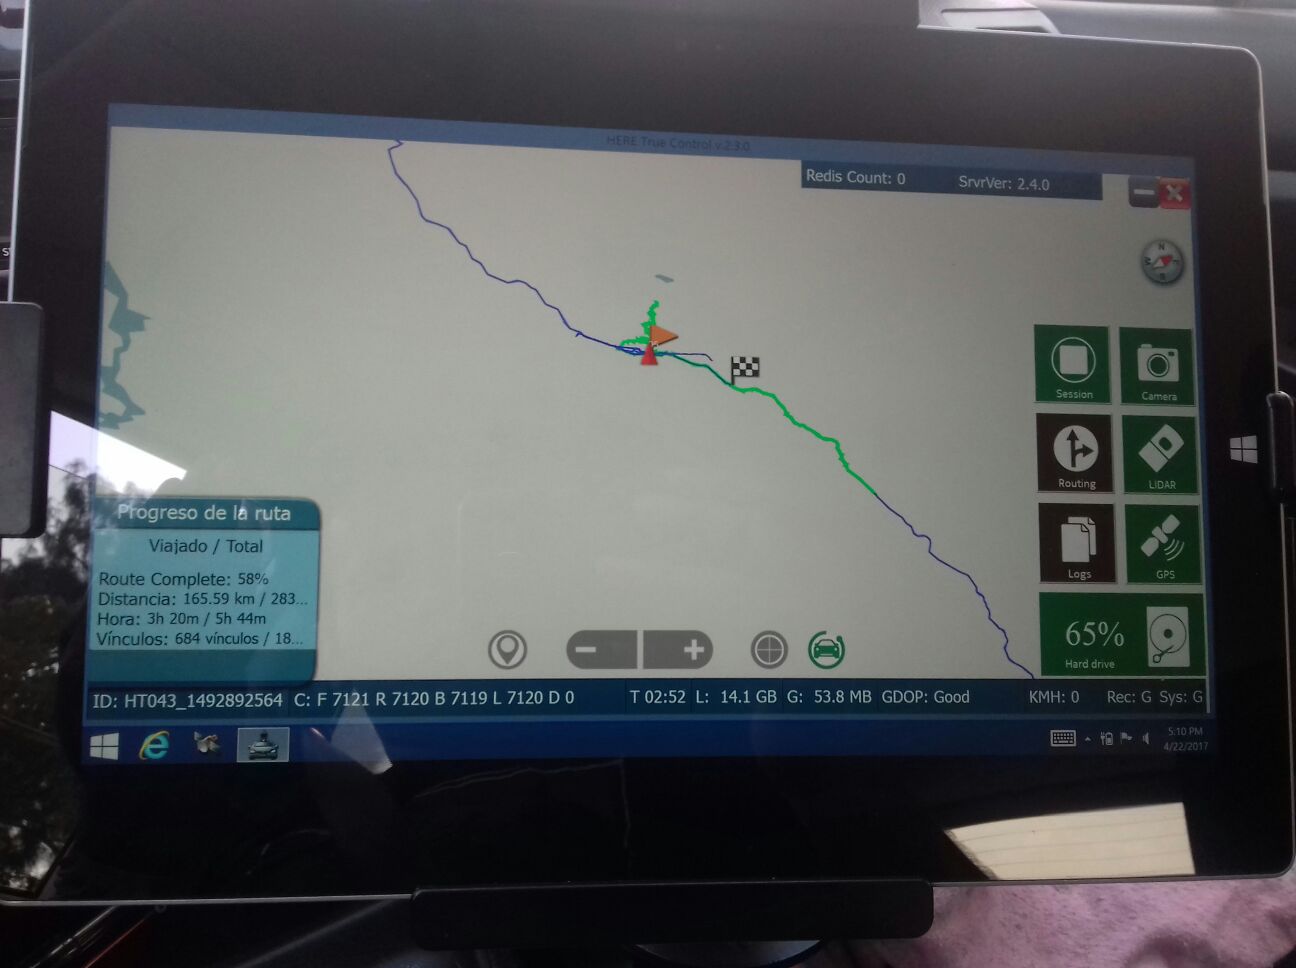 HERE True Control v.2.3.0
Redis Count: 0 SrvrVer: 2.4.0
N
Session
Camera
Routing
LiDAR
Logs
GPS
65%
Hard drive
Progreso de la ruta
Viajado / Total
Route Complete: 58%
Distancia: 165.59 km / 283...
Hora: 3h 20m / 5h 44m
Vínculos: 684 vínculos / 18...
ID: HT043_1492892564 C: F 7121 R 7120 B 7119 L 7120 D 0 T 02:52 L: 14.1 GB G: 53.8 MB GDOP: Good KMH: 0 Rec: G Sys: G
5:10 PM
4/22/2017